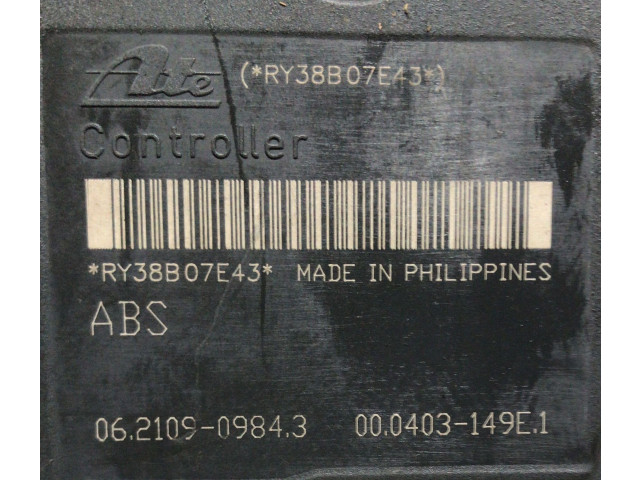 Ate (*RY38B07E43*)
Controller
*RY38B07E43* MADE IN PHILIPPINES
ABS
06.2109-0984.3 00.0403-149E.1